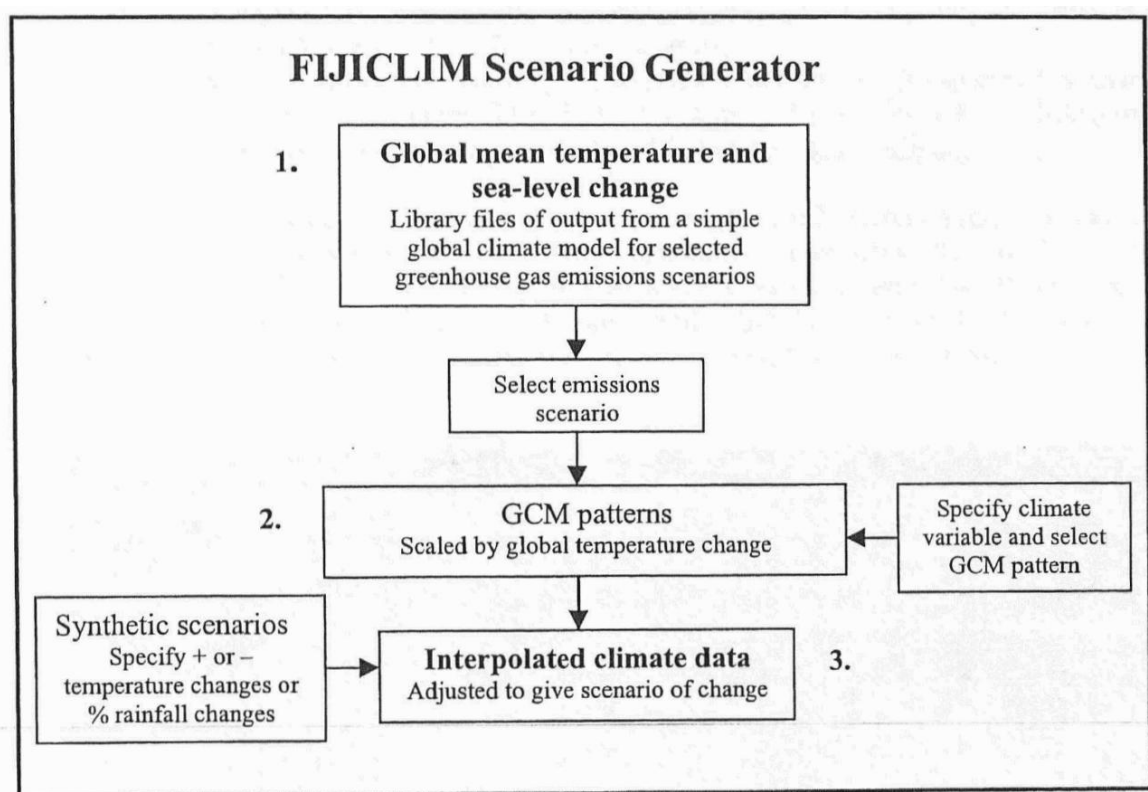 FIJICLIM Scenario Generator
1.
Global mean temperature and
sea-level change
Library files of output from a simple
global climate model for selected
greenhouse gas emissions scenarios
Select emissions
scenario
2.
GCM patterns
Scaled by global temperature change
Specify climate
variable and select
GCM pattern
Synthetic scenarios
Specify + or –
temperature changes or
% rainfall changes
Interpolated climate data
Adjusted to give scenario of change
3.